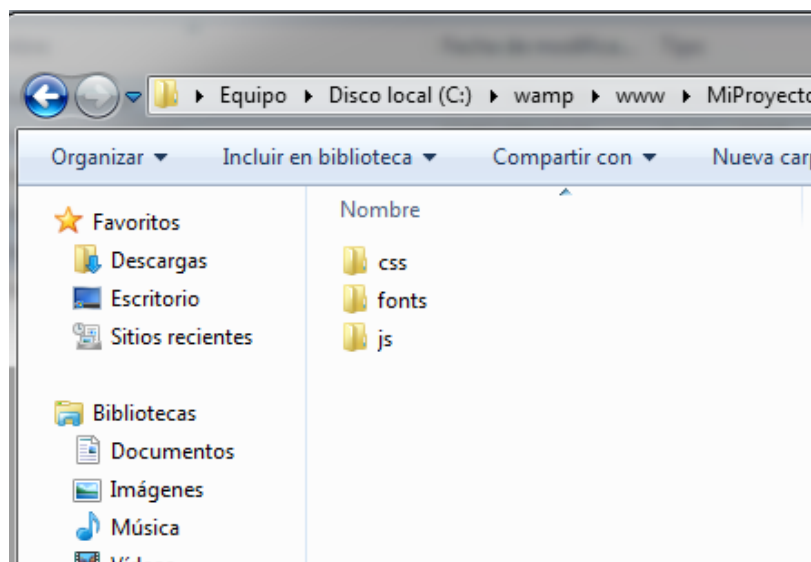 Equipo Disco local (C:) wamp www MiProyecto
Organizar Incluir en biblioteca Compartir con Nueva
Favoritos
Descargas
Escritorio
Sitios recientes
Bibliotecas
Documentos
Imágenes
Música
Nombre
css
fonts
js